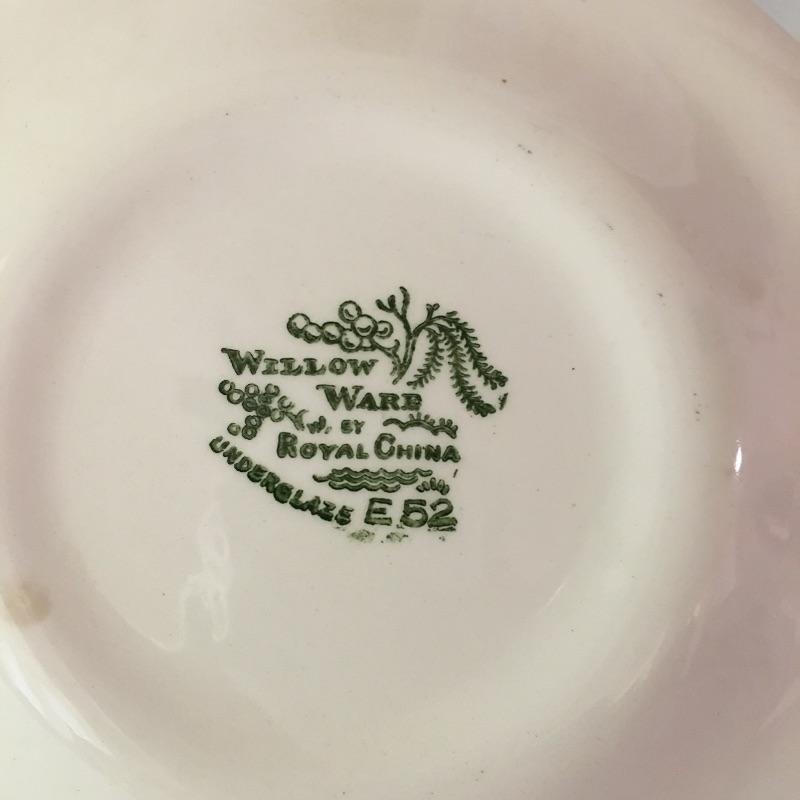 WILLOW
WARE
BY
ROYAL CHINA
UNDERGLAZE E 52